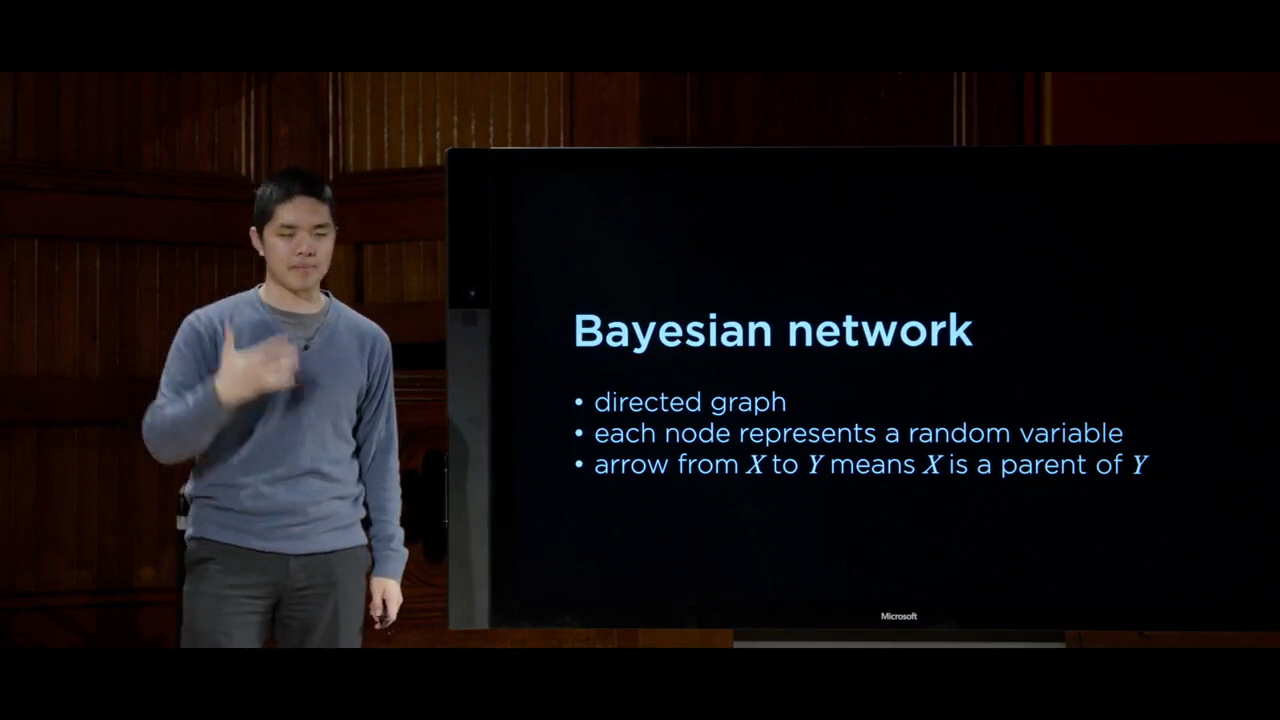 Bayesian network
• directed graph
• each node represents a random variable
• arrow from X to Y means X is a parent of Y
Microsoft